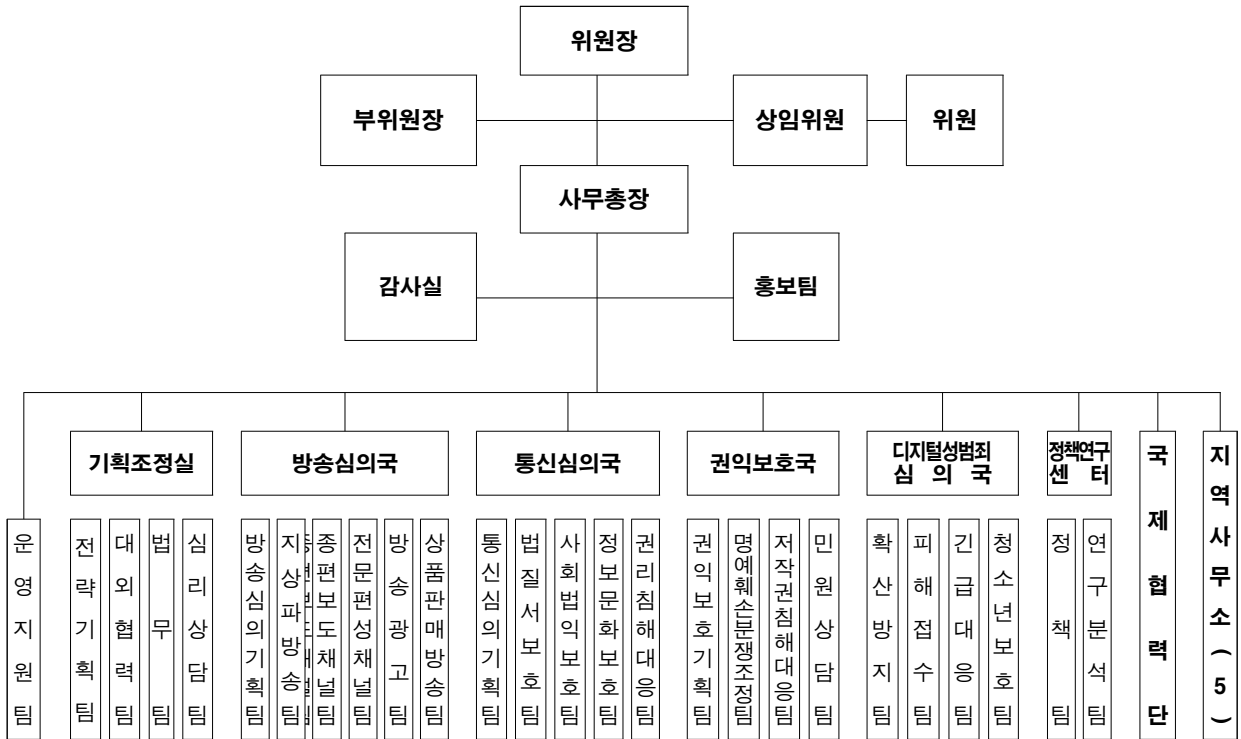 위원장
부위원장
상임위원
위원
사무총장
감사실
홍보팀
기획조정실
방송심의국
통신심의국
권익보호국
디지털성범죄
심의국
정책연구
센터
국제협력단
지역사무소(5)
운영지원팀
전략기획팀
대외협력팀
법무팀
심리상담팀
방송심의기획팀
지상파방송팀
종편보도채널팀
종편보도채널팀
전문편성채널팀
방송광고팀
상품판매방송팀
통신심의기획팀
법질서보호팀
사회법익보호팀
정보문화보호팀
권리침해대응팀
권익보호기획팀
명예훼손분쟁조정팀
저작권침해대응팀
민원상담팀
확산방지팀
피해접수팀
긴급대응팀
청소년보호팀
정책팀
연구분석팀